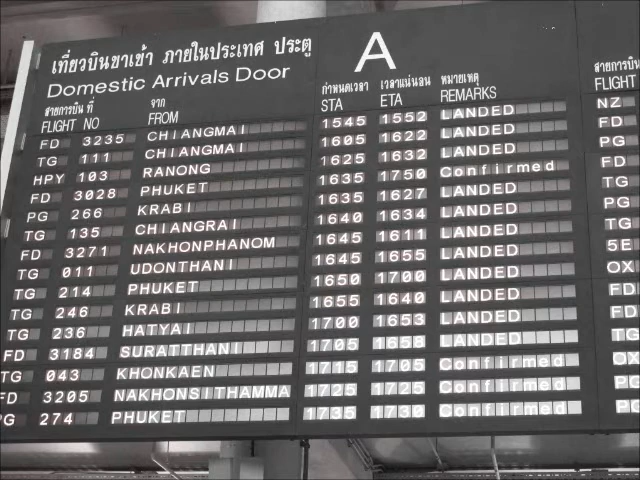 เที่ยวบินขาเข้า ภายในประเทศ ประตู A
Domestic Arrivals Door
สายการบิน ที่ จาก กำหนดเวลา เวลาแน่นอน หมายเหตุ สายการบิน
FLIGHT NO FROM STA ETA REMARKS FLIGHT
FD 3235 CHIANGMAI 1545 1552 LANDED NZ
TG 111 CHIANGMAI 1605 1622 LANDED FD
HPY 103 RANONG 1625 1632 LANDED PG
FD 3028 PHUKET 1635 1750 Confirmed FD
PG 266 KRABI 1635 1627 LANDED TG
TG 135 CHIANGRAI 1640 1634 LANDED PG
FD 3271 NAKHONPHANOM 1645 1611 LANDED TG
TG 011 UDONTHANI 1645 1655 LANDED 5E
TG 214 PHUKET 1650 1700 LANDED OX
TG 246 KRABI 1655 1640 LANDED FD
TG 236 HATYAI 1700 1653 LANDED FD
FD 3184 SURATTHANI 1705 1658 LANDED TG
TG 043 KHONKAEN 1715 1705 Confirmed OX
FD 3205 NAKHONSITHAMMA 1725 1725 Confirmed PG
PG 274 PHUKET 1735 1730 Confirmed PG